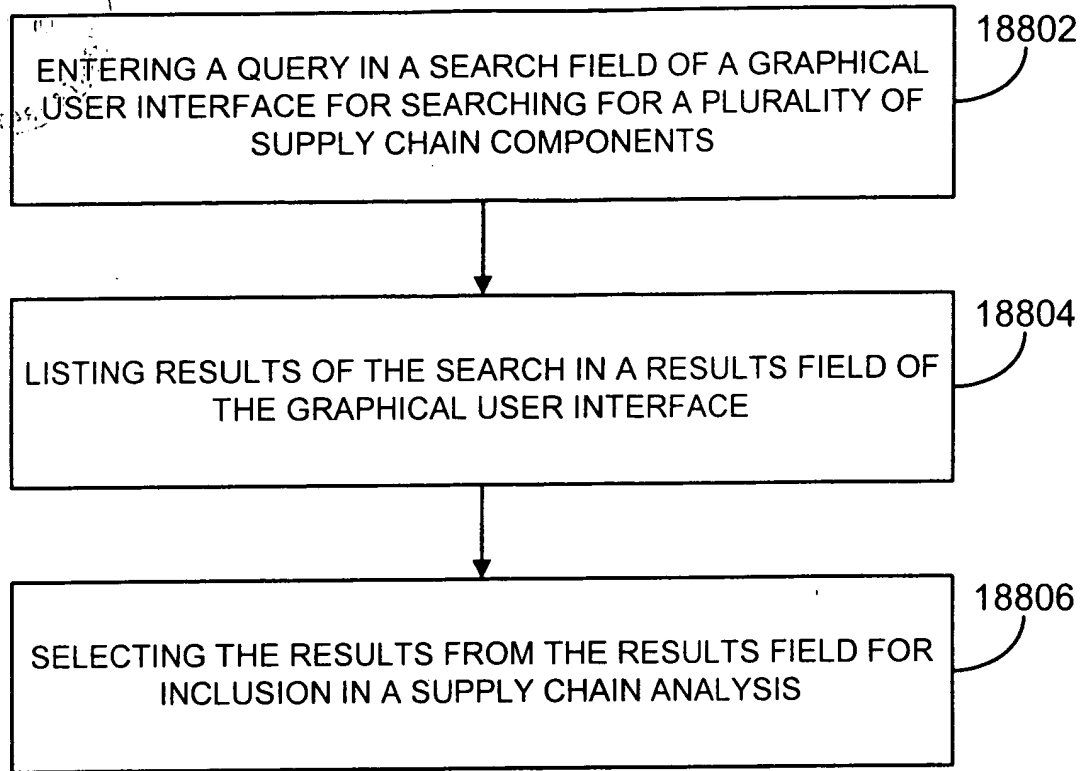 18802
ENTERING A QUERY IN A SEARCH FIELD OF A GRAPHICAL
USER INTERFACE FOR SEARCHING FOR A PLURALITY OF
SUPPLY CHAIN COMPONENTS
18804
LISTING RESULTS OF THE SEARCH IN A RESULTS FIELD OF
THE GRAPHICAL USER INTERFACE
18806
SELECTING THE RESULTS FROM THE RESULTS FIELD FOR
INCLUSION IN A SUPPLY CHAIN ANALYSIS